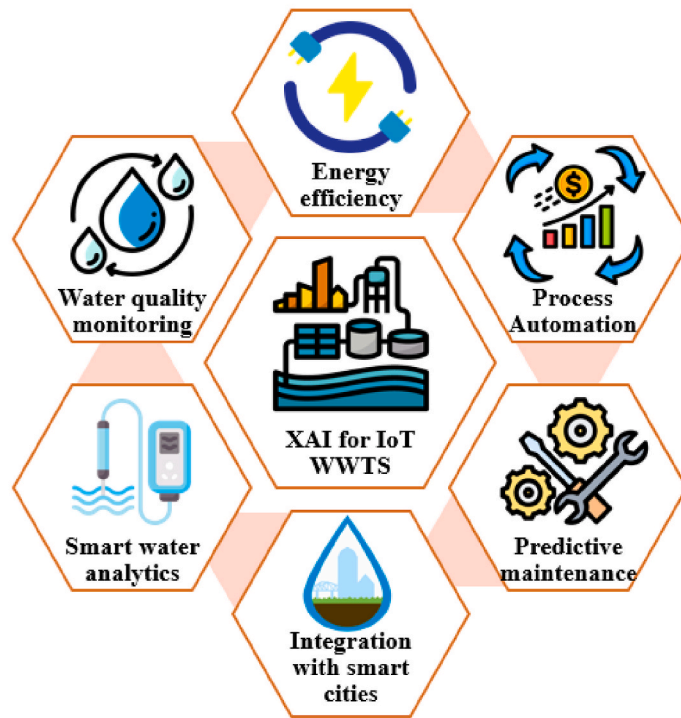 Energy
efficiency
Water quality
monitoring
$
Process
Automation
XAI for IoT
WWTS
Smart water
analytics
Predictive
maintenance
Integration
with smart
cities